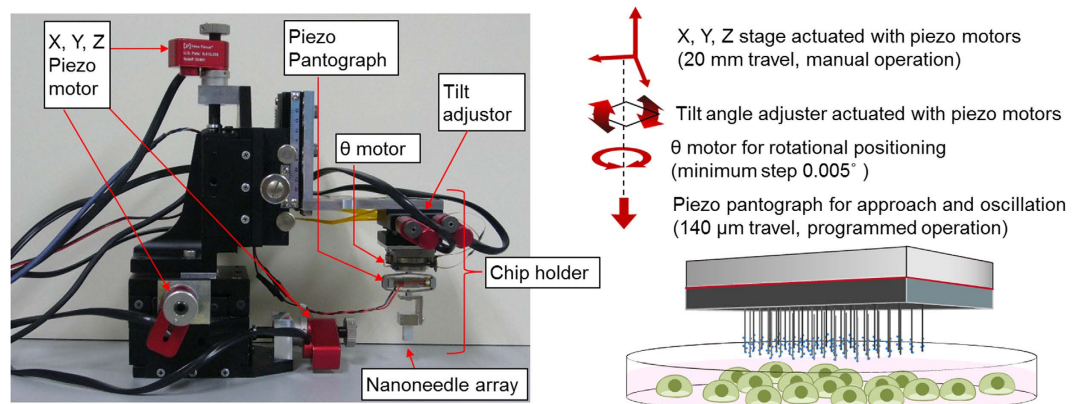 X, Y, Z
Piezo
motor
Piezo
Pantograph
Tilt
adjustor
θ motor
Chip holder
Nanoneedle array
X, Y, Z stage actuated with piezo motors
(20 mm travel, manual operation)
Tilt angle adjuster actuated with piezo motors
θ motor for rotational positioning
(minimum step 0.005˚ )
Piezo pantograph for approach and oscillation
(140 μm travel, programmed operation)